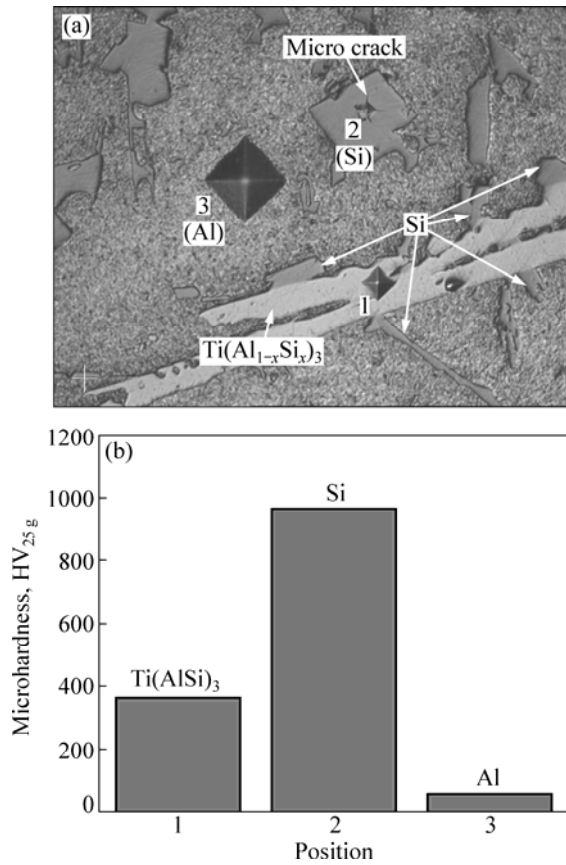 (a)
Micro crack
2
(Si)
3
(Al)
Si
1
Ti(Al₁₋ₓSiₓ)₃
(b)
1200
1000
800
600
400
200
0
Microhardness, HV₂₅ g
Ti(AlSi)₃
Si
Al
1 2 3
Position